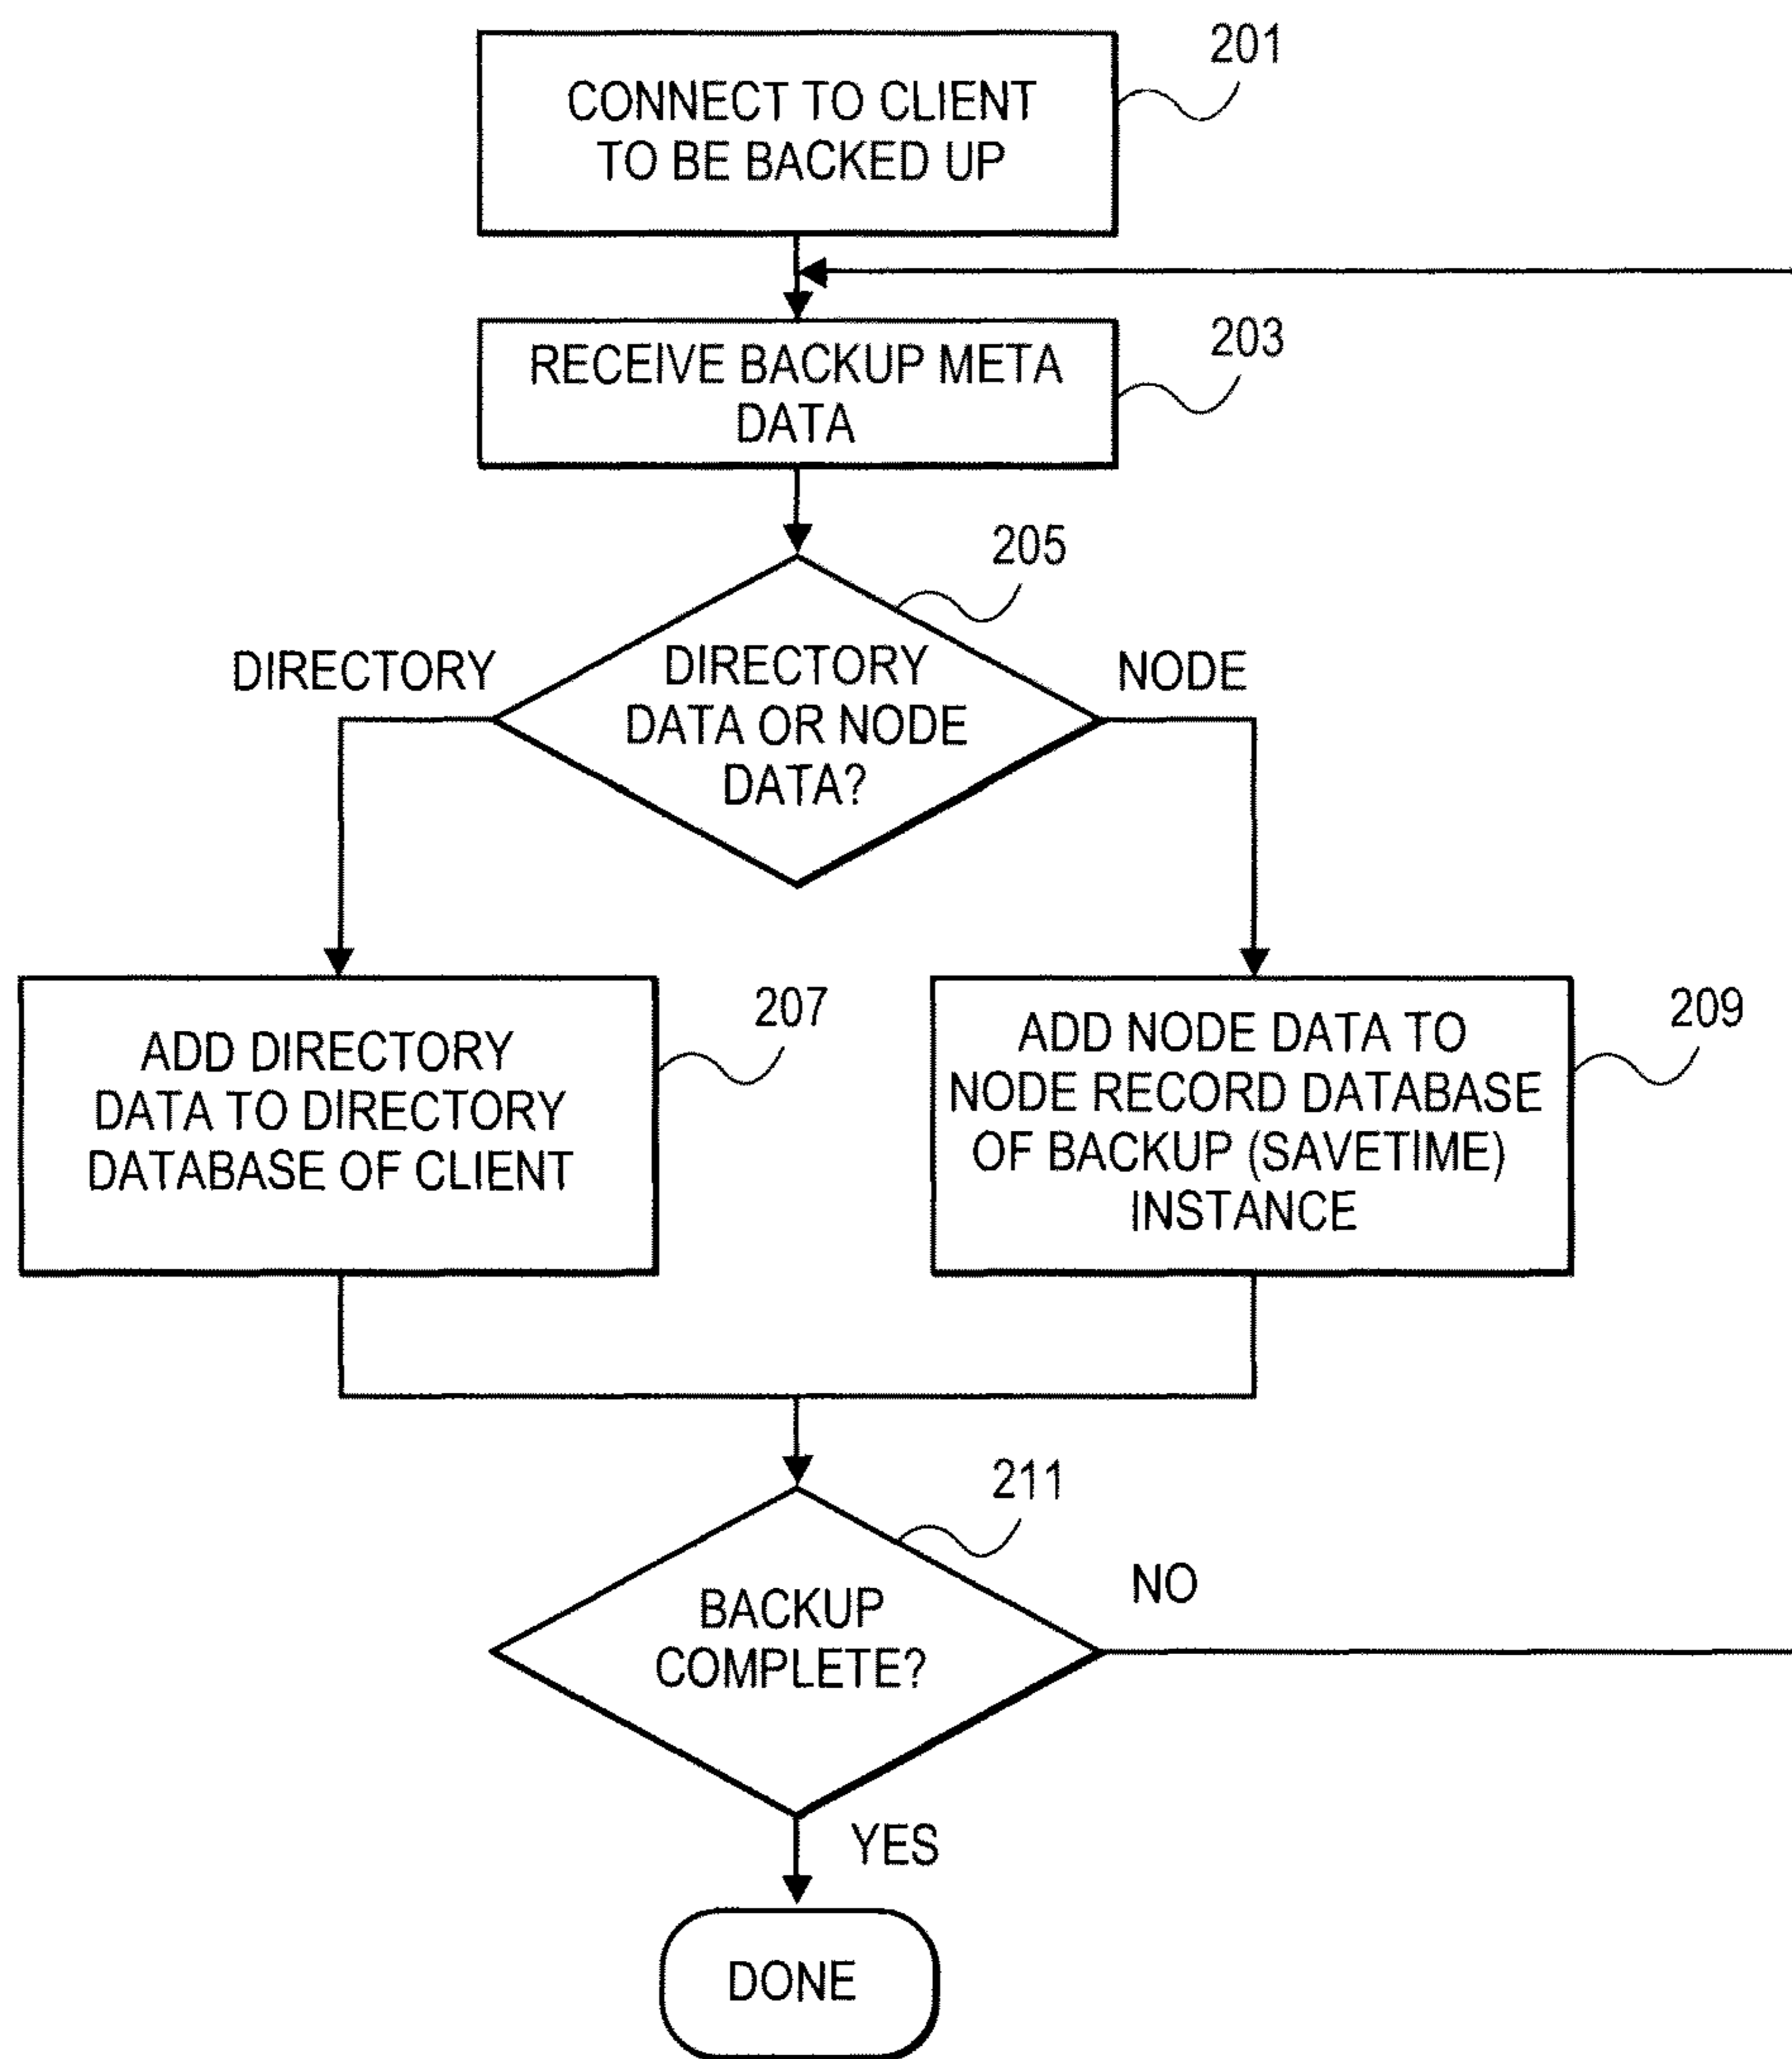 201
CONNECT TO CLIENT
TO BE BACKED UP
203
RECEIVE BACKUP META
DATA
205
DIRECTORY
DIRECTORY
DATA OR NODE
DATA?
NODE
207
ADD DIRECTORY
DATA TO DIRECTORY
DATABASE OF CLIENT
209
ADD NODE DATA TO
NODE RECORD DATABASE
OF BACKUP (SAVETIME)
INSTANCE
211
BACKUP
COMPLETE?
NO
YES
DONE